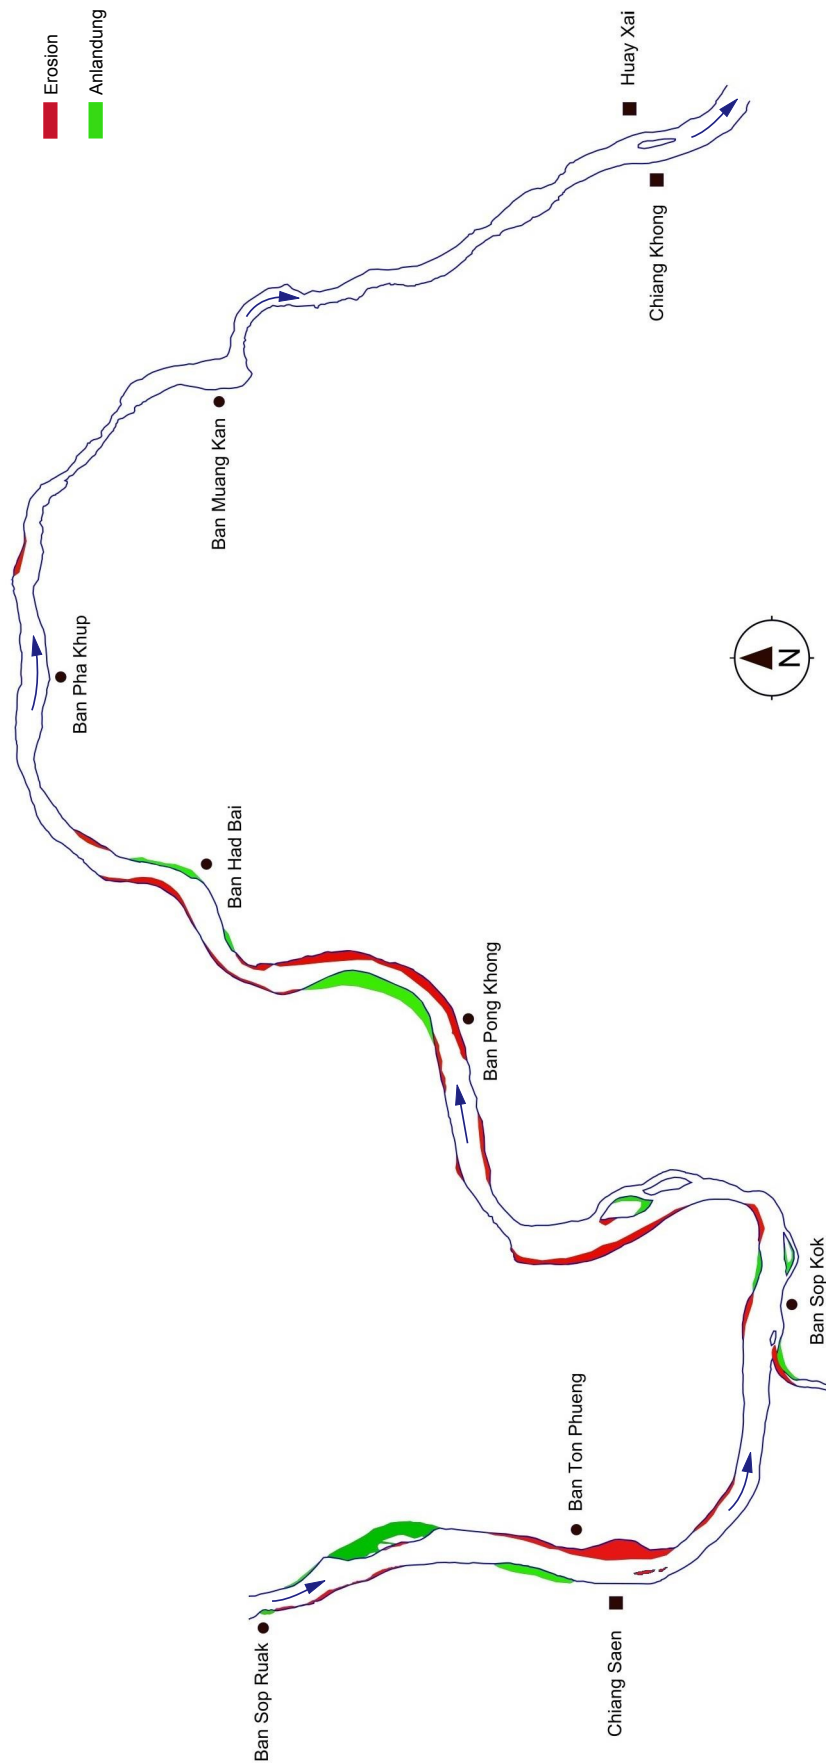 Erosion
Anlandung
Huay Xai
Chiang Khong
Ban Muang Kan
Ban Pha Khup
N
Ban Had Bai
Ban Pong Khong
Ban Sop Kok
Ban Ton Phueng
Chiang Saen
Ban Sop Ruak